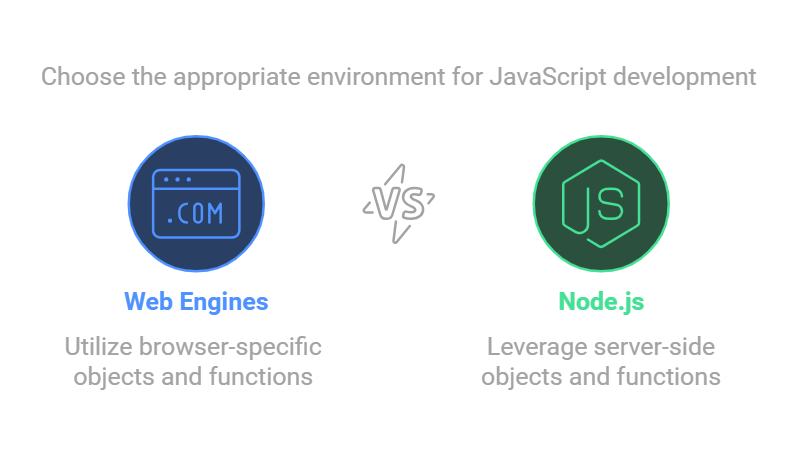 Choose the appropriate environment for JavaScript development
.COM
VS
JS
Web Engines
Node.js
Utilize browser-specific
objects and functions
Leverage server-side
objects and functions